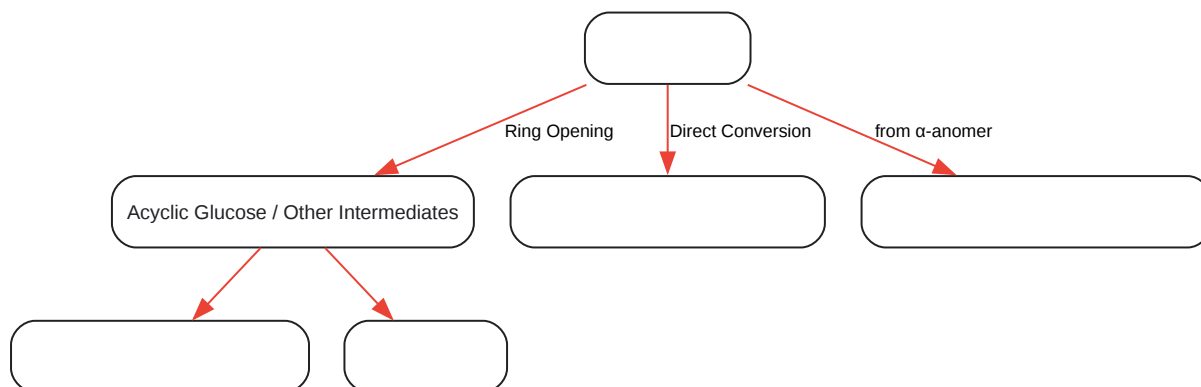 Ring Opening
Direct Conversion
from α-anomer
Acyclic Glucose / Other Intermediates